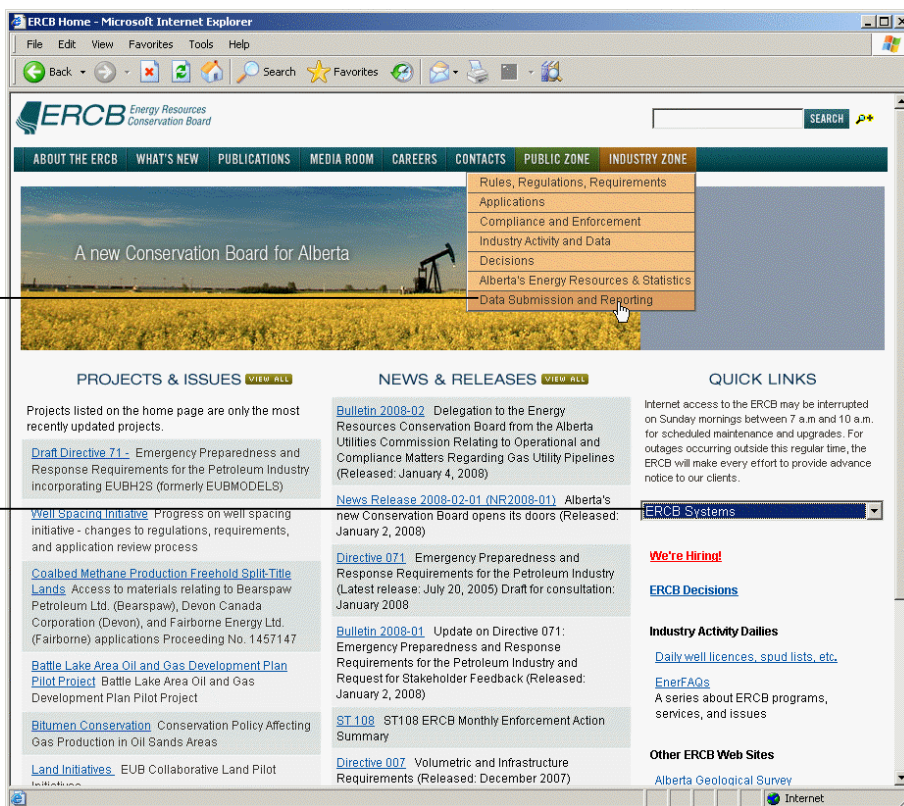 ERCB Home - Microsoft Internet Explorer
File Edit View Favorites Tools Help
Back Search Favorites
ERCB Energy Resources Conservation Board
SEARCH
ABOUT THE ERCB WHAT'S NEW PUBLICATIONS MEDIA ROOM CAREERS CONTACTS PUBLIC ZONE INDUSTRY ZONE
Rules, Regulations, Requirements
Applications
Compliance and Enforcement
Industry Activity and Data
Decisions
Alberta's Energy Resources & Statistics
Data Submission and Reporting
A new Conservation Board for Alberta
PROJECTS & ISSUES VIEW ALL
Projects listed on the home page are only the most
recently updated projects.
Draft Directive 71 - Emergency Preparedness and
Response Requirements for the Petroleum Industry
incorporating EUBH2S (formerly EUBMODELS)
Well Spacing Initiative Progress on well spacing
initiative - changes to regulations, requirements,
and application review process
Coalbed Methane Production Freehold Split-Title
Lands Access to materials relating to Bearspaw
Petroleum Ltd. (Bearspaw), Devon Canada
Corporation (Devon), and Fairborne Energy Ltd.
(Fairborne) applications Proceeding No. 1457147
Battle Lake Area Oil and Gas Development Plan
Pilot Project Battle Lake Area Oil and Gas
Development Plan Pilot Project
Bitumen Conservation Conservation Policy Affecting
Gas Production in Oil Sands Areas
Land Initiatives EUB Collaborative Land Pilot
Initiatives
NEWS & RELEASES VIEW ALL
Bulletin 2008-02 Delegation to the Energy
Resources Conservation Board from the Alberta
Utilities Commission Relating to Operational and
Compliance Matters Regarding Gas Utility Pipelines
(Released: January 4, 2008)
News Release 2008-02-01 (NR2008-01) Alberta's
new Conservation Board opens its doors (Released:
January 2, 2008)
Directive 071 Emergency Preparedness and
Response Requirements for the Petroleum Industry
(Latest release: July 20, 2005) Draft for consultation:
January 2008
Bulletin 2008-01 Update on Directive 071:
Emergency Preparedness and Response
Requirements for the Petroleum Industry and
Request for Stakeholder Feedback (Released:
January 2, 2008)
ST 108 ST108 ERCB Monthly Enforcement Action
Summary
Directive 007 Volumetric and Infrastructure
Requirements (Released: December 2007)
QUICK LINKS
Internet access to the ERCB may be interrupted
on Sunday mornings between 7 a.m and 10 a.m.
for scheduled maintenance and upgrades. For
outages occurring outside this regular time, the
ERCB will make every effort to provide advance
notice to our clients.
ERCB Systems
We're Hiring!
ERCB Decisions
Industry Activity Dailies
Daily well licences, spud lists, etc.
EnerFAQs
A series about ERCB programs,
services, and issues
Other ERCB Web Sites
Alberta Geological Survey
Internet